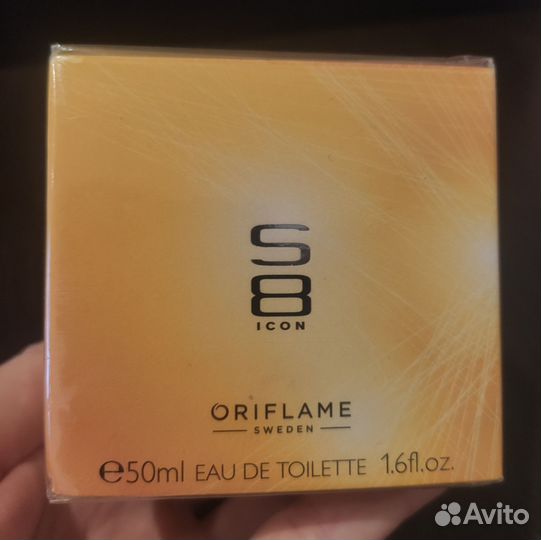 S
8
ICON
ORIFLAME
SWEDEN
℮50ml EAU DE TOILETTE 1.6fl.oz.
Avito